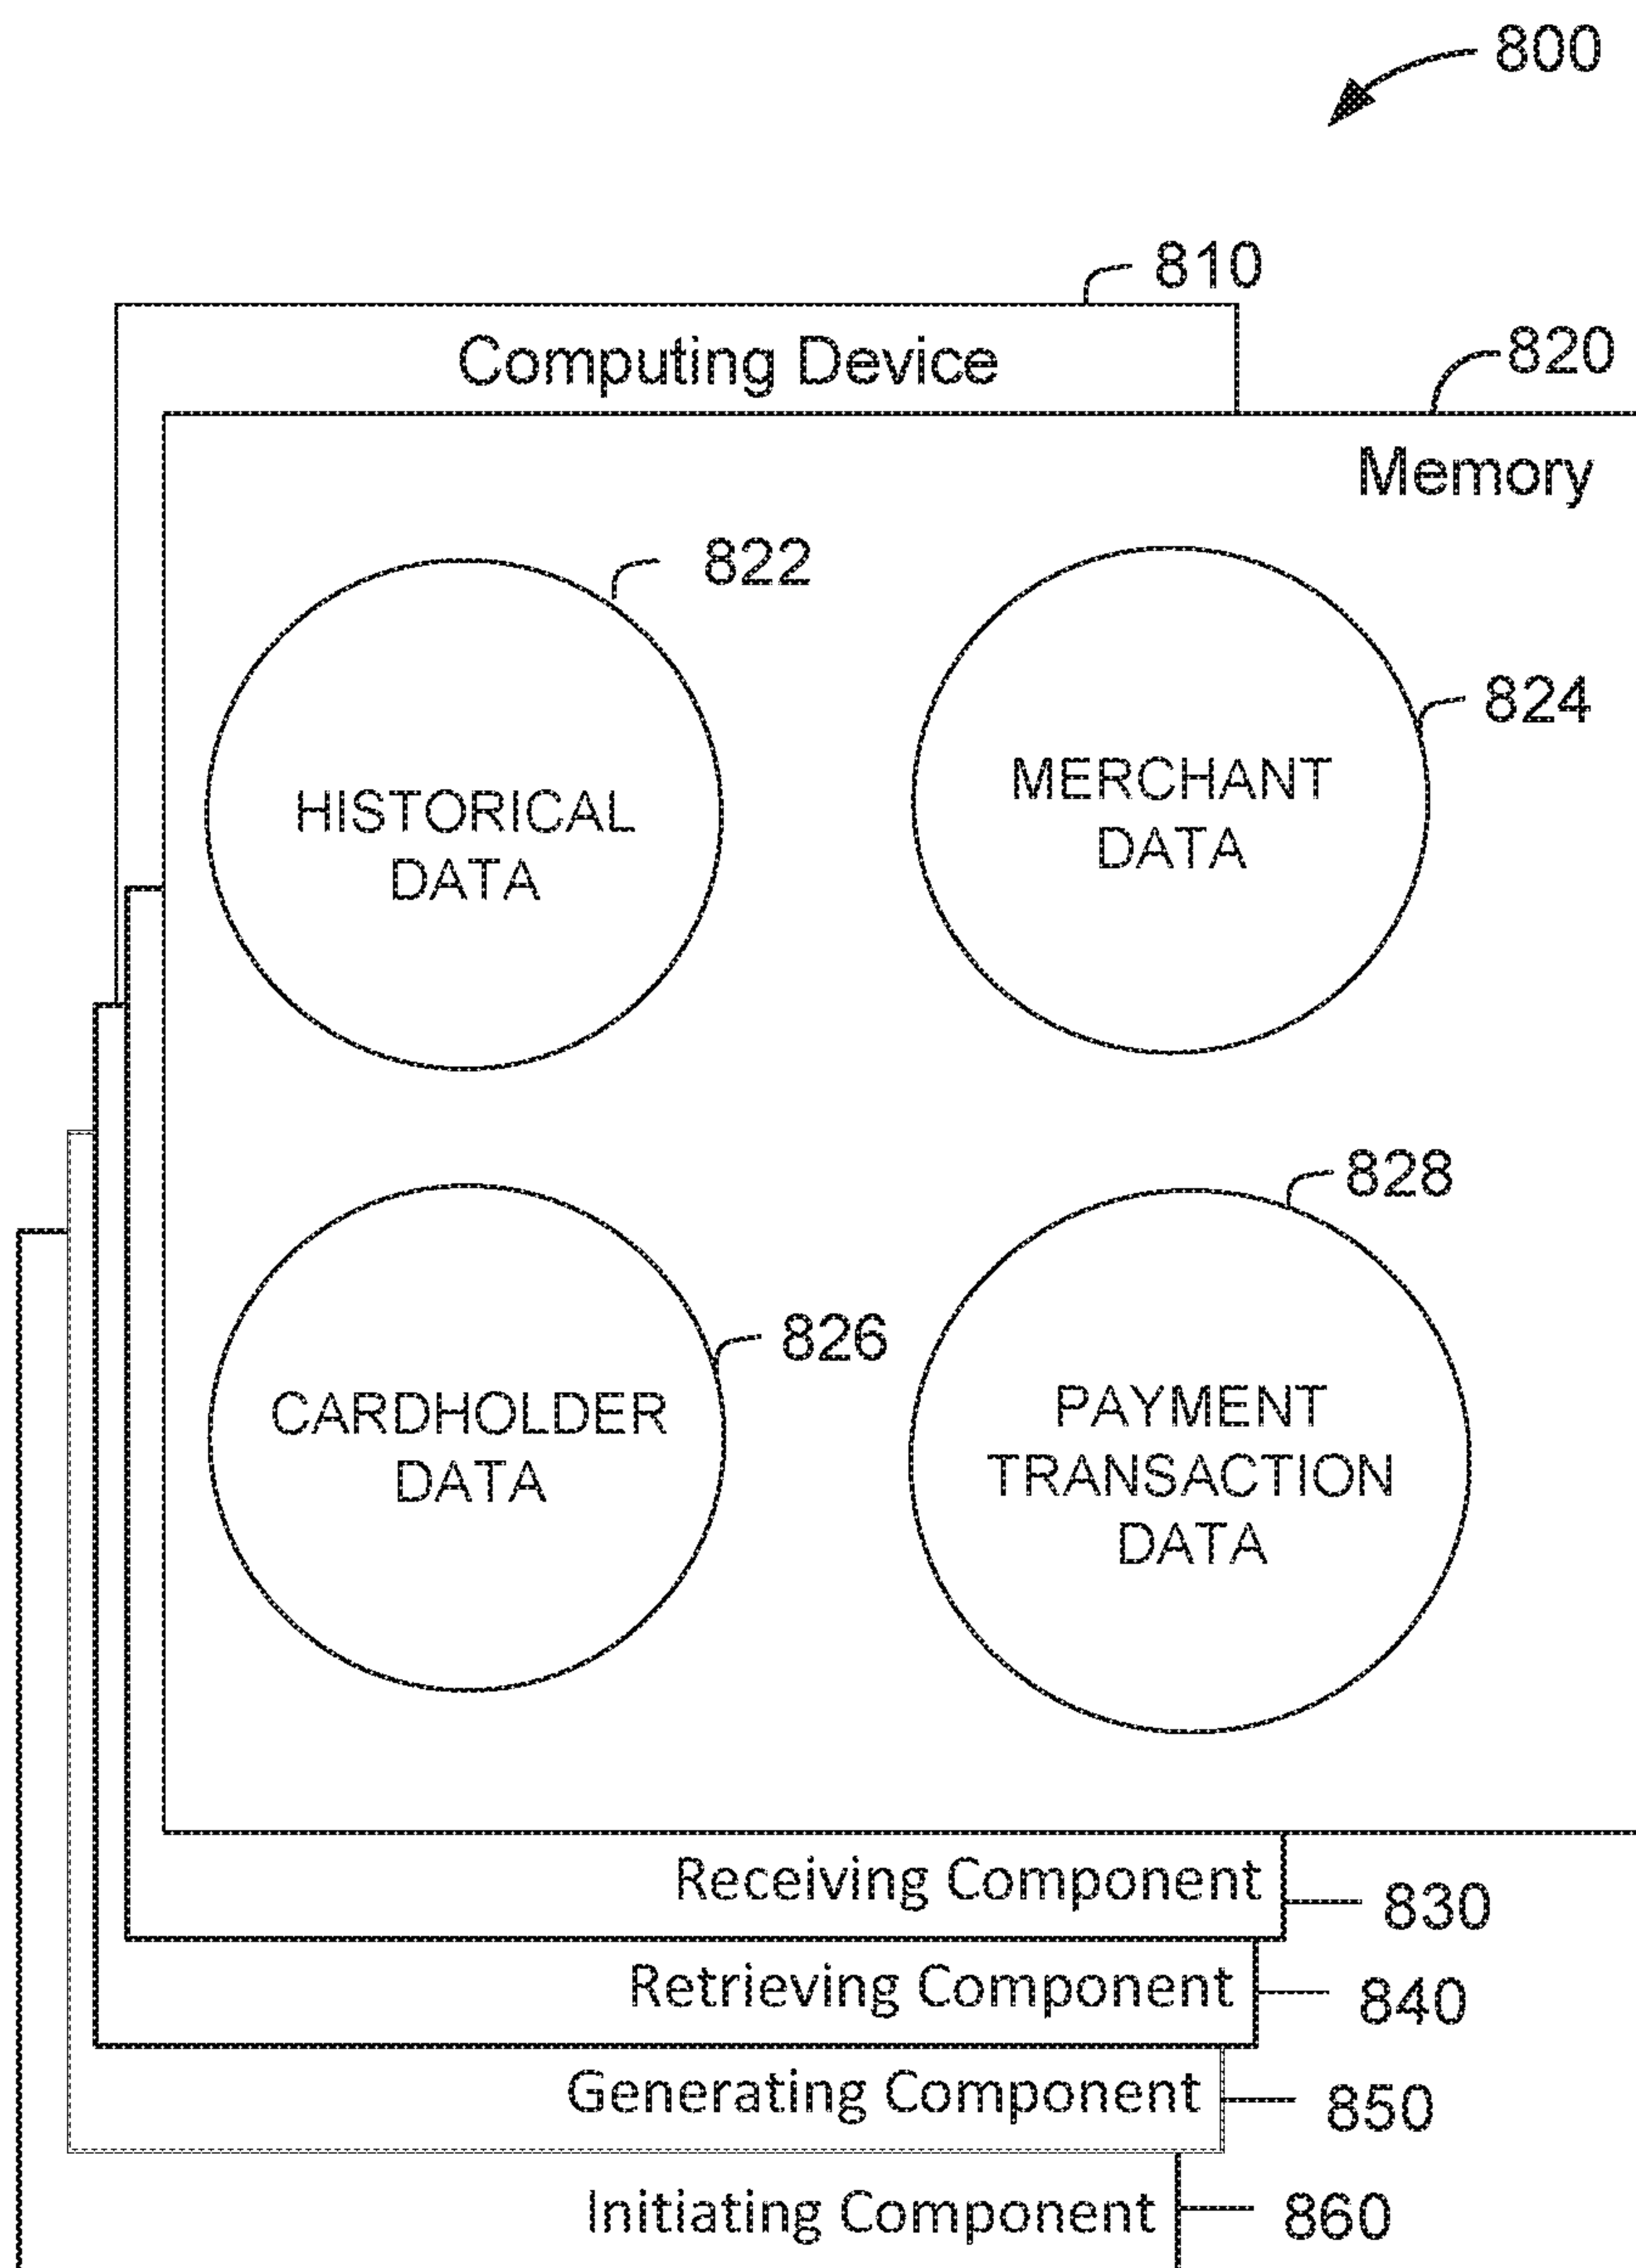 800
810
Computing Device
820
Memory
822
824
HISTORICAL
DATA
MERCHANT
DATA
826
828
CARDHOLDER
DATA
PAYMENT
TRANSACTION
DATA
Receiving Component
830
Retrieving Component
840
Generating Component
850
Initiating Component
860